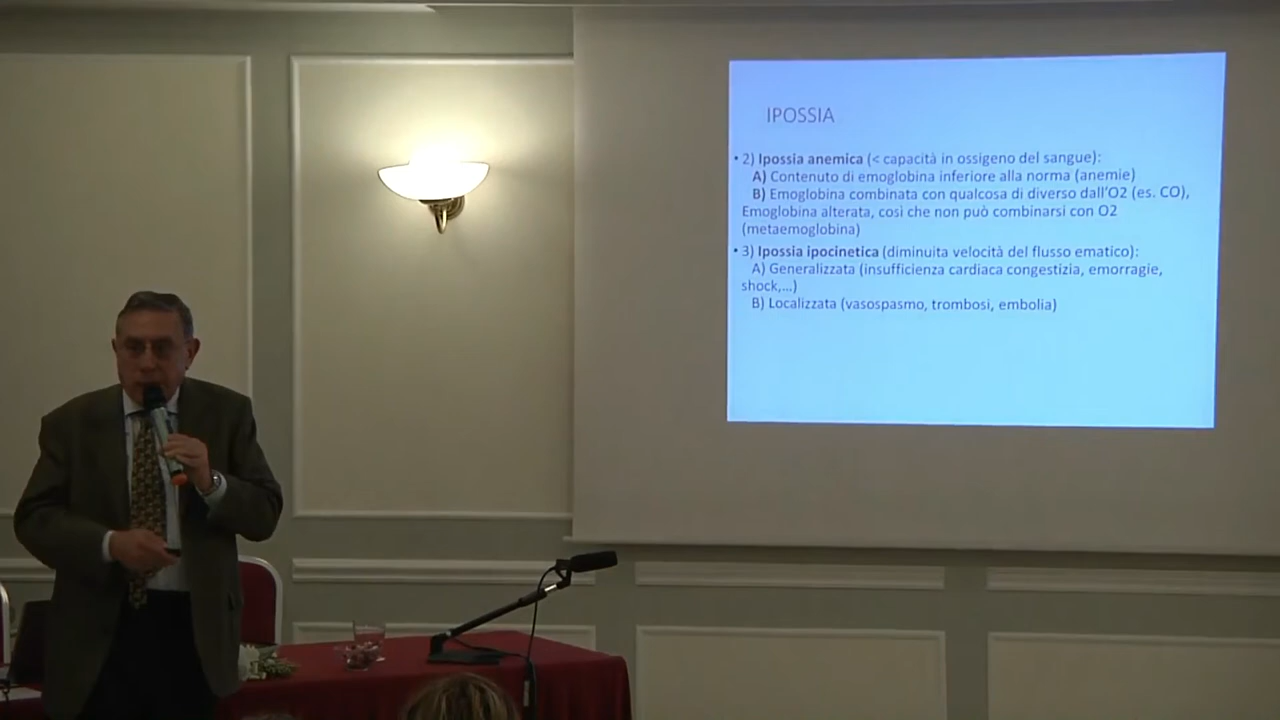 IPOSSIA
• 2) Ipossia anemica (< capacità in ossigeno del sangue):
A) Contenuto di emoglobina inferiore alla norma (anemie)
B) Emoglobina combinata con qualcosa di diverso dall'O2 (es. CO),
Emoglobina alterata, così che non può combinarsi con O2
(metaemoglobina)
• 3) Ipossia ipocinetica (diminuita velocità del flusso ematico):
A) Generalizzata (insufficienza cardiaca congestizia, emorragie,
shock,...)
B) Localizzata (vasospasmo, trombosi, embolia)